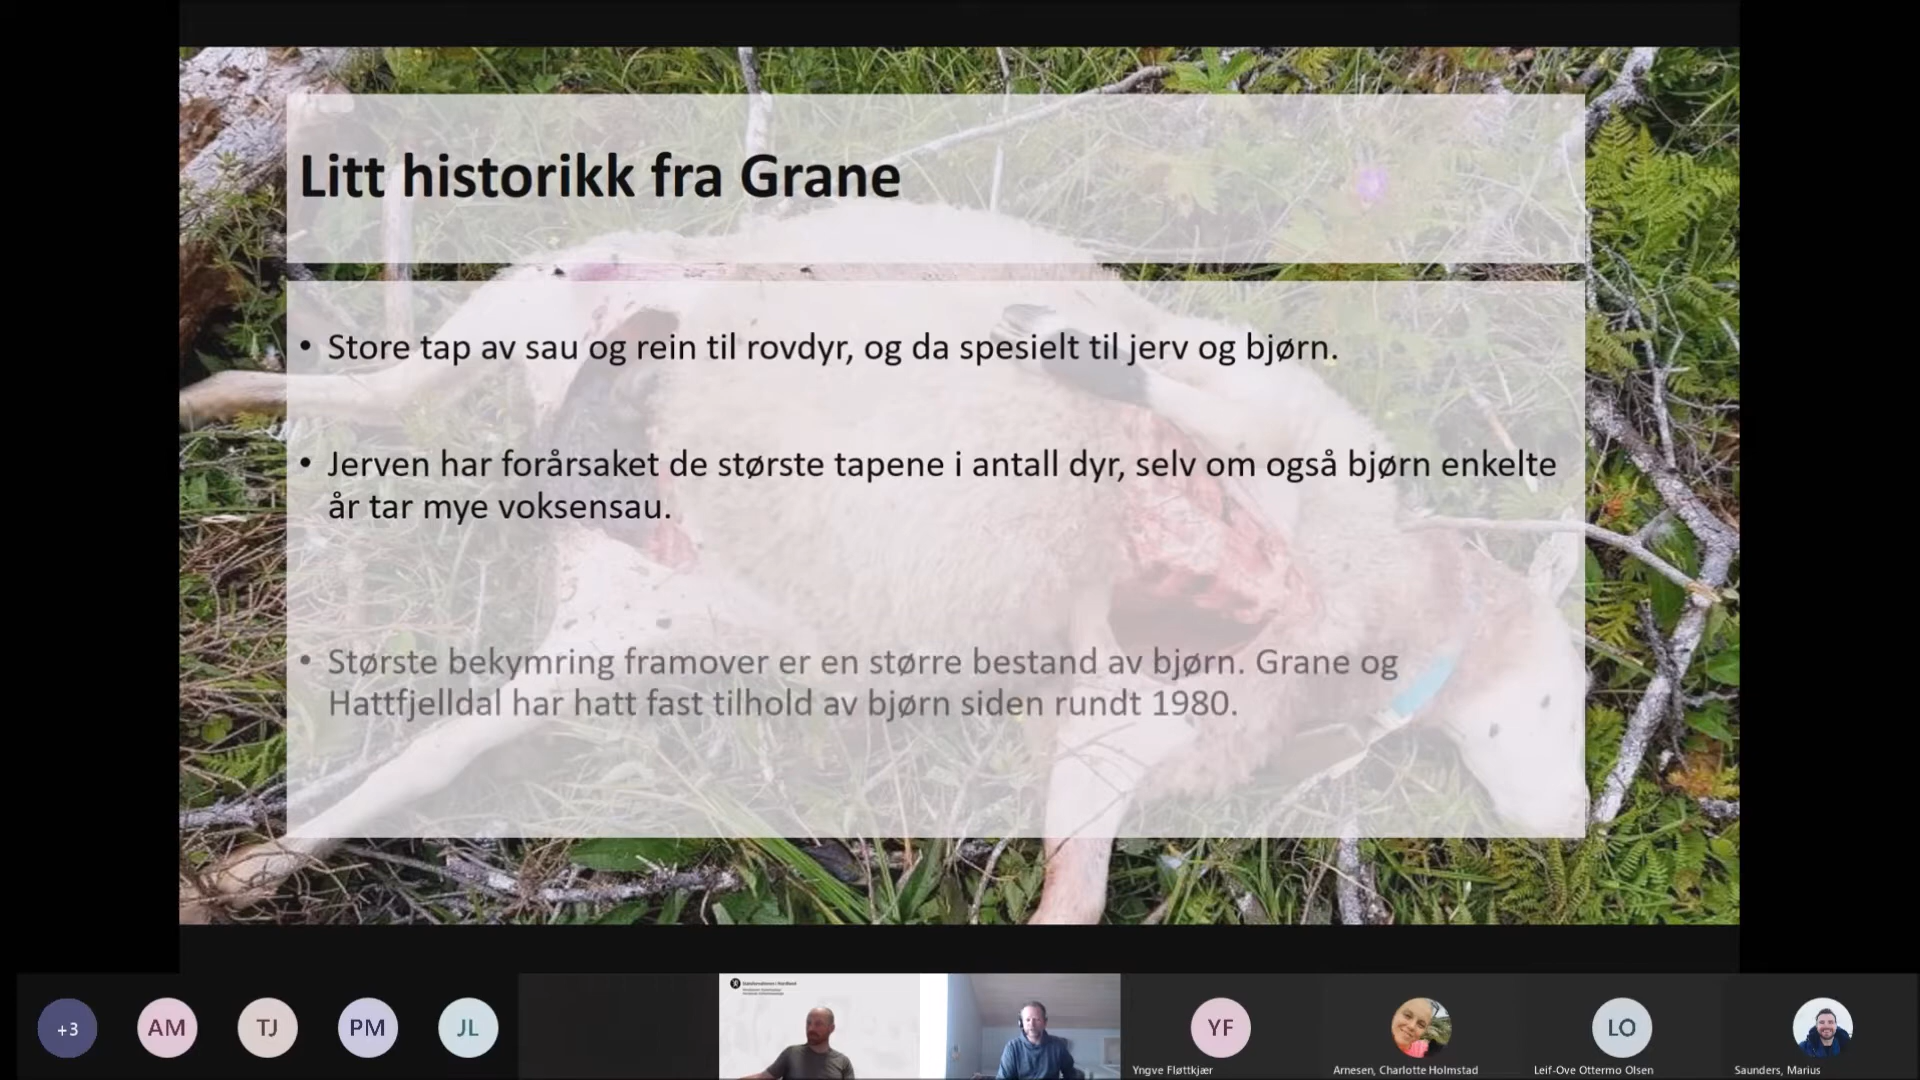 Litt historikk fra Grane
• Store tap av sau og rein til rovdyr, og da spesielt til jerv og bjørn.
• Jerven har forårsaket de største tapene i antall dyr, selv om også bjørn enkelte
år tar mye voksensau.
• Største bekymring framover er en større bestand av bjørn. Grane og
Hattfjelldal har hatt fast tilhold av bjørn siden rundt 1980.
+3
AM
TJ
PM
JL
YF
LO
Yngve Fløttkjær
Arnesen, Charlotte Holmstad
Leif-Ove Ottermo Olsen
Saunders, Marius